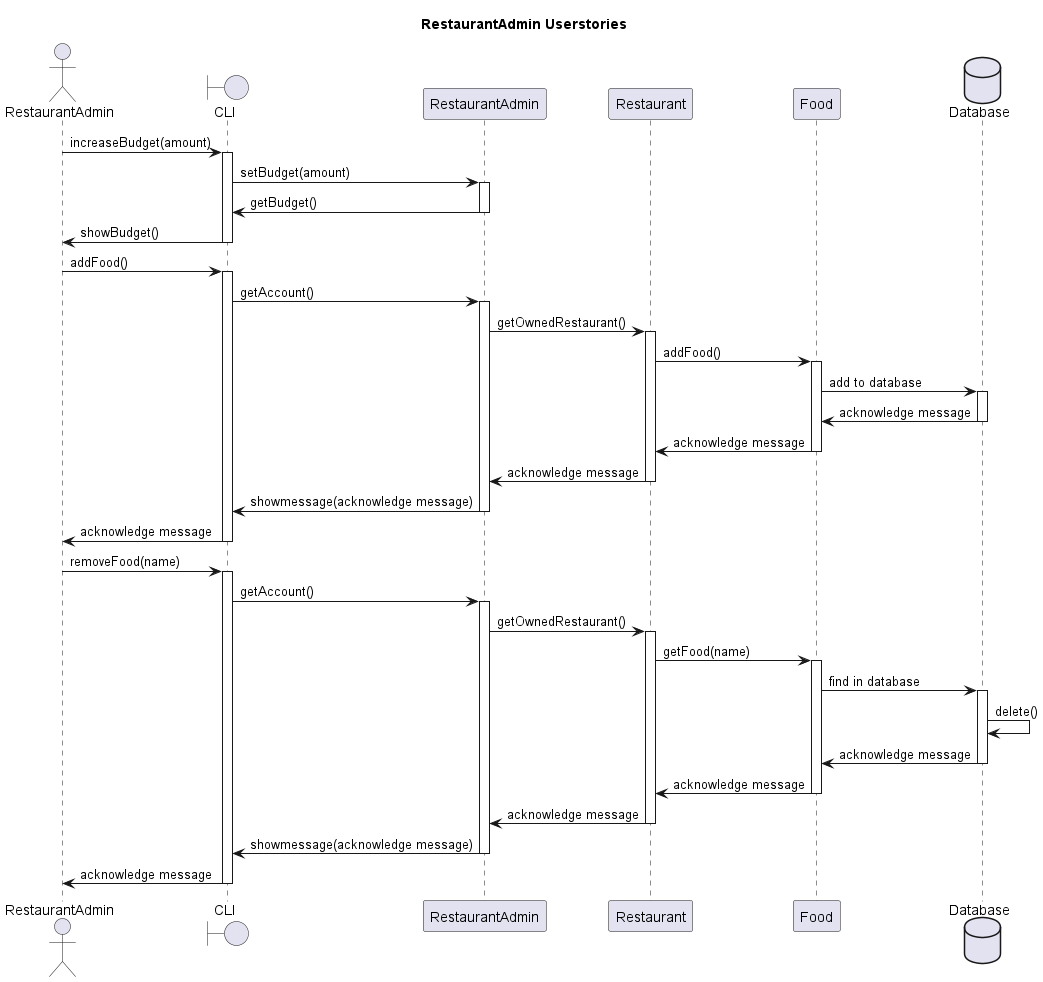 RestaurantAdmin Userstories
RestaurantAdmin
CLI
RestaurantAdmin
Restaurant
Food
Database
increaseBudget(amount)
setBudget(amount)
getBudget()
showBudget()
addFood()
getAccount()
getOwnedRestaurant()
addFood()
add to database
acknowledge message
acknowledge message
acknowledge message
showmessage(acknowledge message)
acknowledge message
removeFood(name)
getAccount()
getOwnedRestaurant()
getFood(name)
find in database
delete()
acknowledge message
acknowledge message
acknowledge message
showmessage(acknowledge message)
acknowledge message
RestaurantAdmin
CLI
RestaurantAdmin
Restaurant
Food
Database